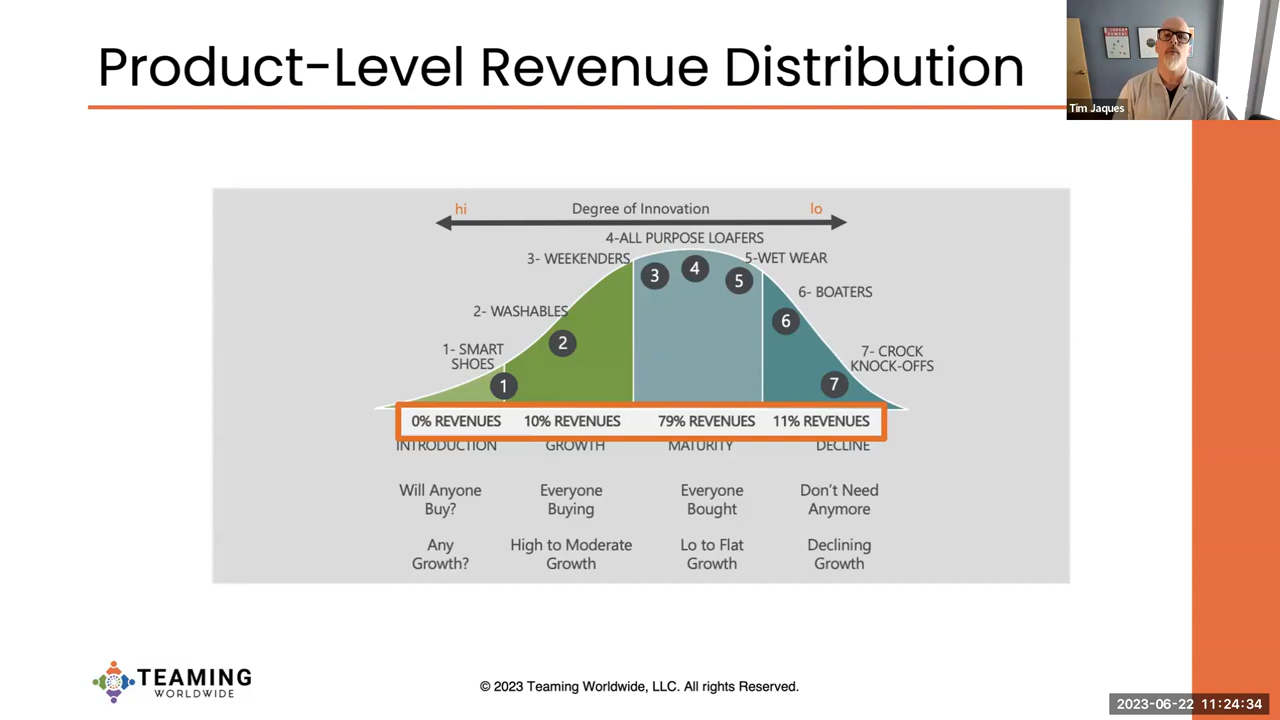 Product-Level Revenue Distribution
Tim Jaques
hi
Degree of Innovation
lo
4-ALL PURPOSE LOAFERS
3- WEEKENDERS
5-WET WEAR
3
4
5
6- BOATERS
2- WASHABLES
6
2
1- SMART
SHOES
7- CROCK
KNOCK-OFFS
1
7
0% REVENUES
10% REVENUES
79% REVENUES
11% REVENUES
INTRODUCTION
GROWTH
MATURITY
DECLINE
Will Anyone
Buy?
Everyone
Buying
Everyone
Bought
Don't Need
Anymore
Any
Growth?
High to Moderate
Growth
Lo to Flat
Growth
Declining
Growth
TEAMING
WORLDWIDE
© 2023 Teaming Worldwide, LLC. All rights Reserved.
2023-06-22 11:24:34